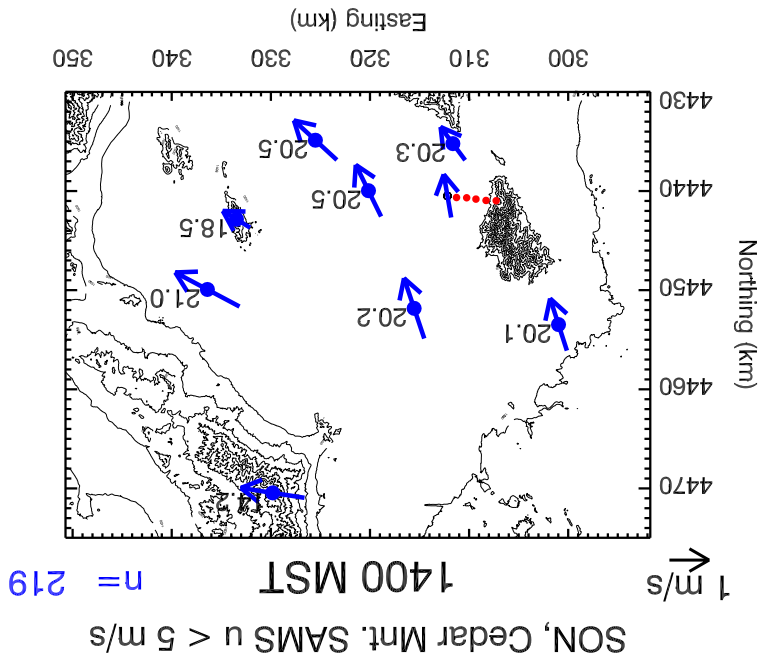 SON, Cedar Mnt. SAMS u < 5 m/s
1 m/s
1400 MST
n= 219
4470
4460
4450
4440
4430
Northing (km)
20.1
20.2
21.0
18.5
20.5
20.3
20.5
300 310 320 330 340 350
Easting (km)